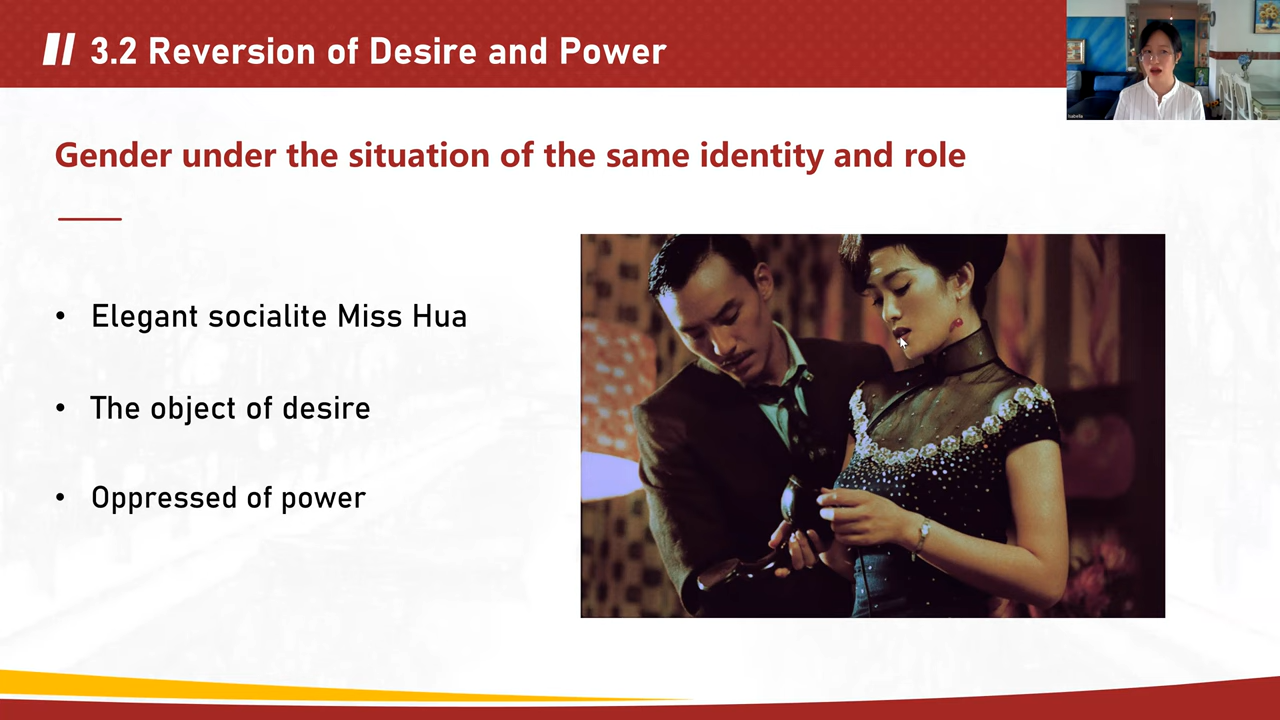 3.2 Reversion of Desire and Power
Gender under the situation of the same identity and role
• Elegant socialite Miss Hua
• The object of desire
• Oppressed of power